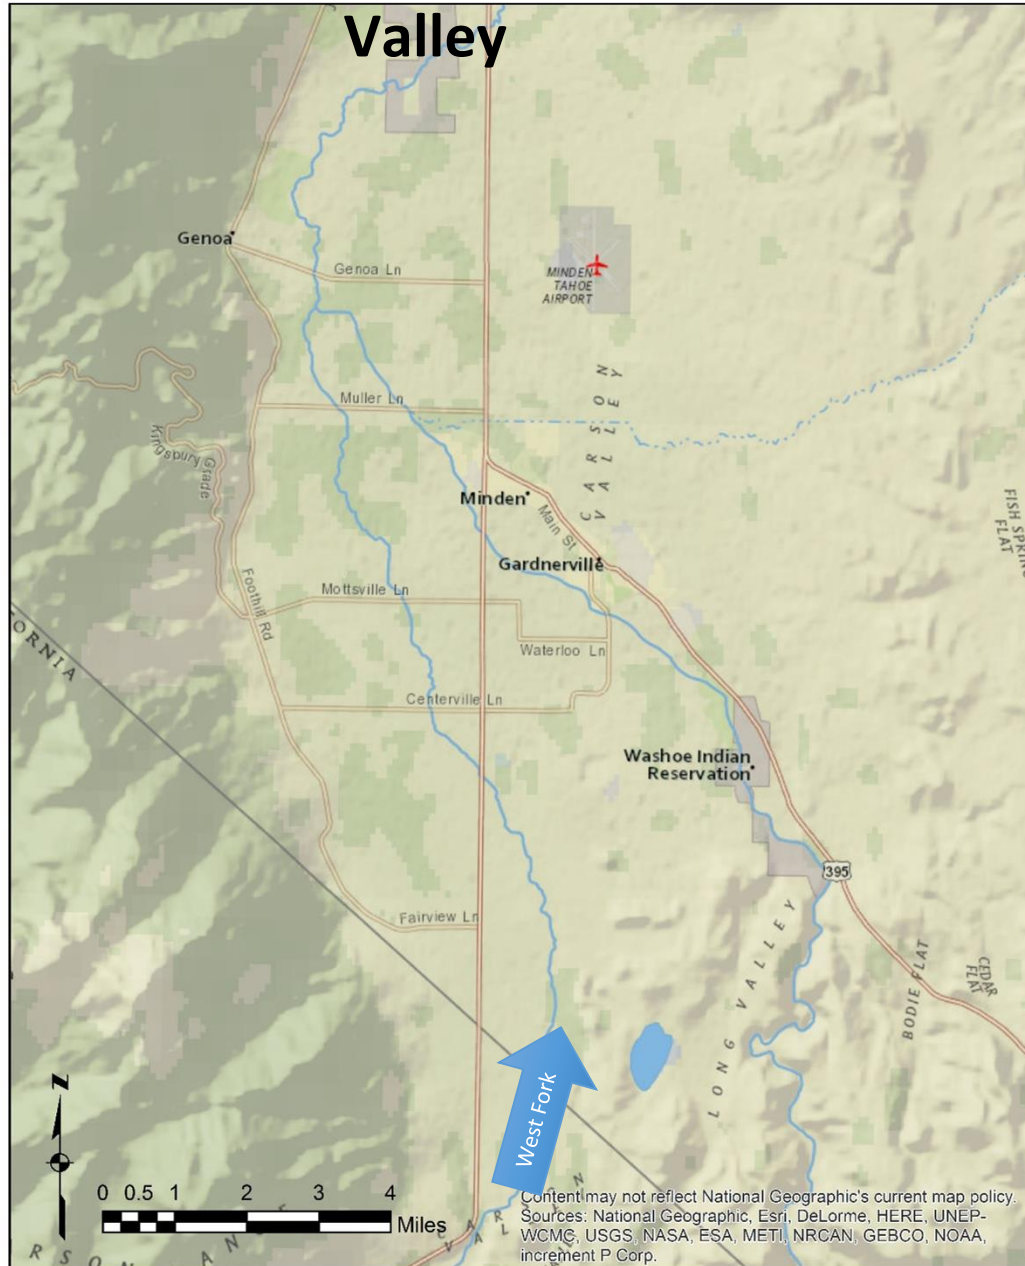 Valley
Genoa
Genoa Ln
MINDEN
TAHOE
AIRPORT
CARSON
VALLEY
Muller Ln
Kingsbury Grade
Minden
Main St
FISH SPRING
FLAT
Gardnerville
Foothill Rd
Mottsville Ln
Waterloo Ln
ORNIA
Centerville Ln
Washoe Indian
Reservation
395
Fairview Ln
LONG VALLEY
BODIE FLAT
CEDAR
FLAT
West Fork
N
0 0.5 1 2 3 4
Miles
Content may not reflect National Geographic's current map policy.
Sources: National Geographic, Esri, DeLorme, HERE, UNEP-
WCMC, USGS, NASA, ESA, METI, NRCAN, GEBCO, NOAA,
increment P Corp.